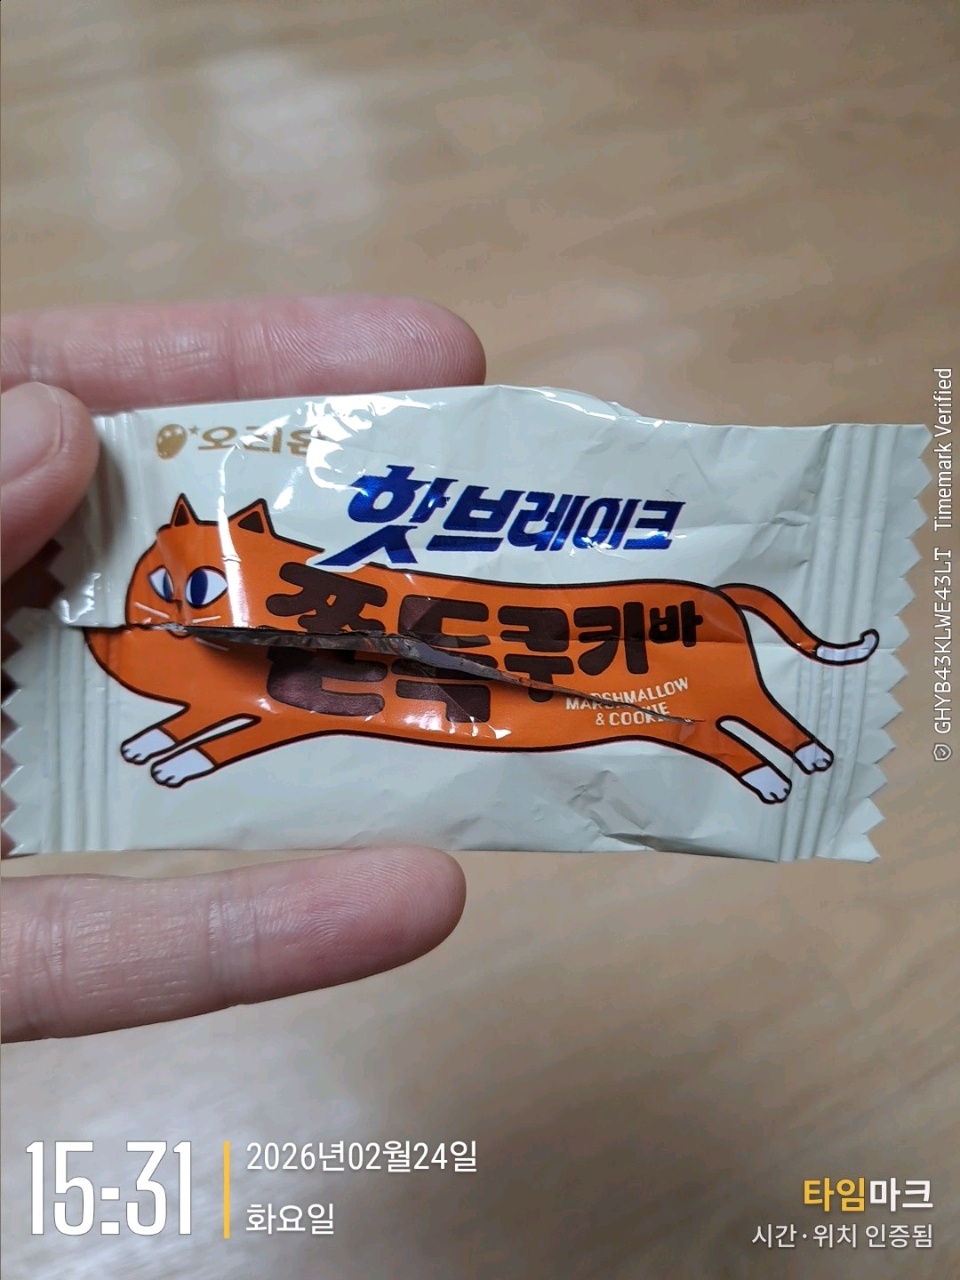 오리온
핫브레이크
쫀득쿠키바
MARSHMALLOW
& COOKIE
15:31
2026년02월24일
화요일
타임마크
시간·위치 인증됨
© GHYB43KLWE43LT Timemark Verified